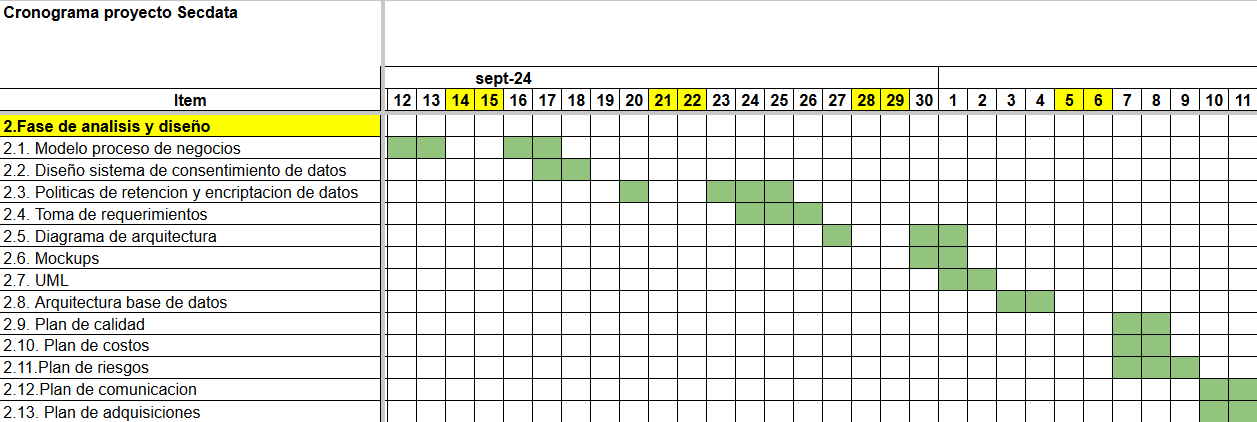 Cronograma proyecto Secdata
sept-24
Item 12 13 14 15 16 17 18 19 20 21 22 23 24 25 26 27 28 29 30 1 2 3 4 5 6 7 8 9 10 11
2.Fase de analisis y diseño
2.1. Modelo proceso de negocios
2.2. Diseño sistema de consentimiento de datos
2.3. Politicas de retencion y encriptacion de datos
2.4. Toma de requerimientos
2.5. Diagrama de arquitectura
2.6. Mockups
2.7. UML
2.8. Arquitectura base de datos
2.9. Plan de calidad
2.10. Plan de costos
2.11.Plan de riesgos
2.12.Plan de comunicacion
2.13. Plan de adquisiciones